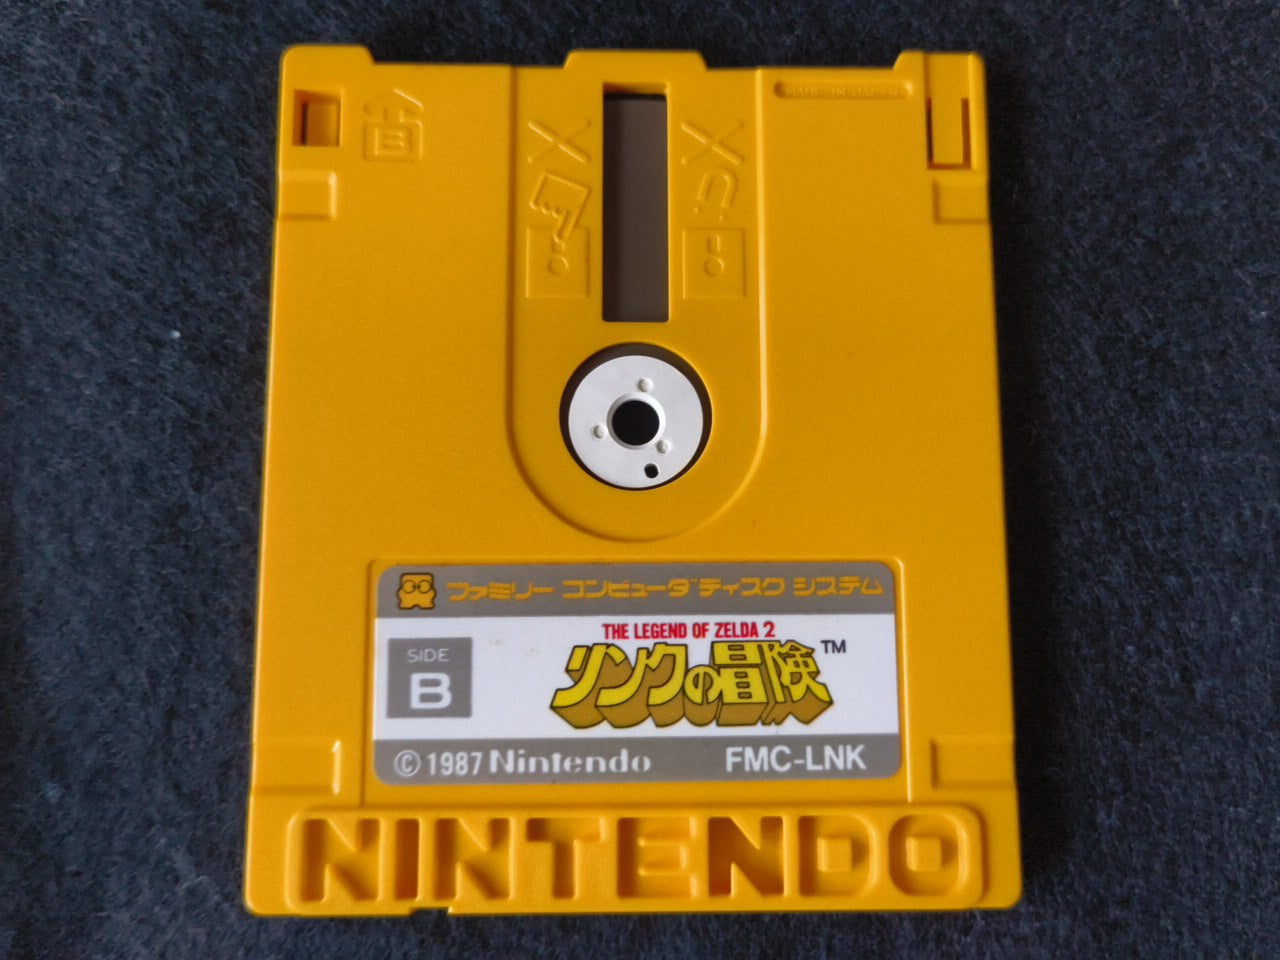 MADE IN JAPAN
ファミリー コンピュータ ディスク システム
THE LEGEND OF ZELDA 2
リンクの冒険 TM
SIDE
B
© 1987 Nintendo FMC-LNK
NINTENDO